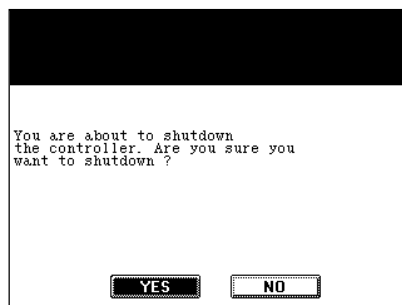 You are about to shutdown
the controller. Are you sure you
want to shutdown ?
YES NO